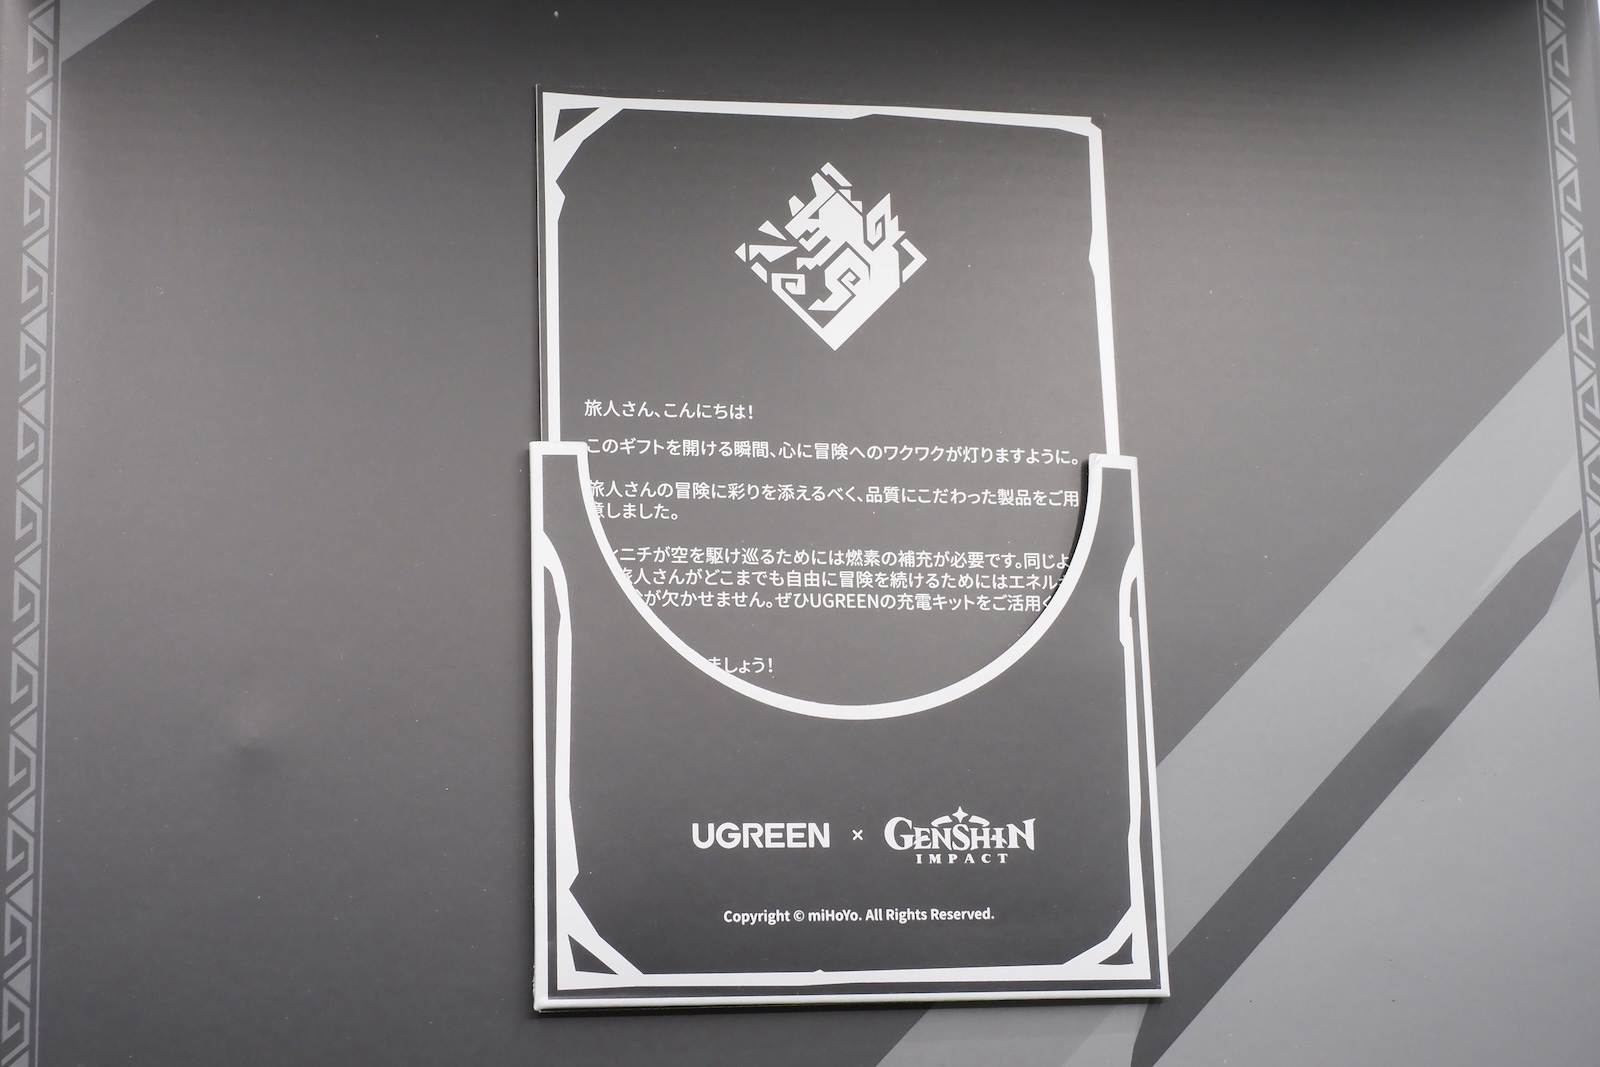 旅人さん、こんにちは!
このギフトを開ける瞬間、心に冒険へのワクワクが灯りますように。
旅人さんの冒険に彩りを添えるべく、品質にこだわった製品をご用
意しました。
ニチが空を駆け巡るためには燃素の補充が必要です。同じよ
旅人さんがどこまでも自由に冒険を続けるためにはエネル
が欠かせません。ぜひUGREENの充電キットをご活用く
ましょう!
UGREEN × GENSHIN IMPACT
Copyright © miHoYo. All Rights Reserved.